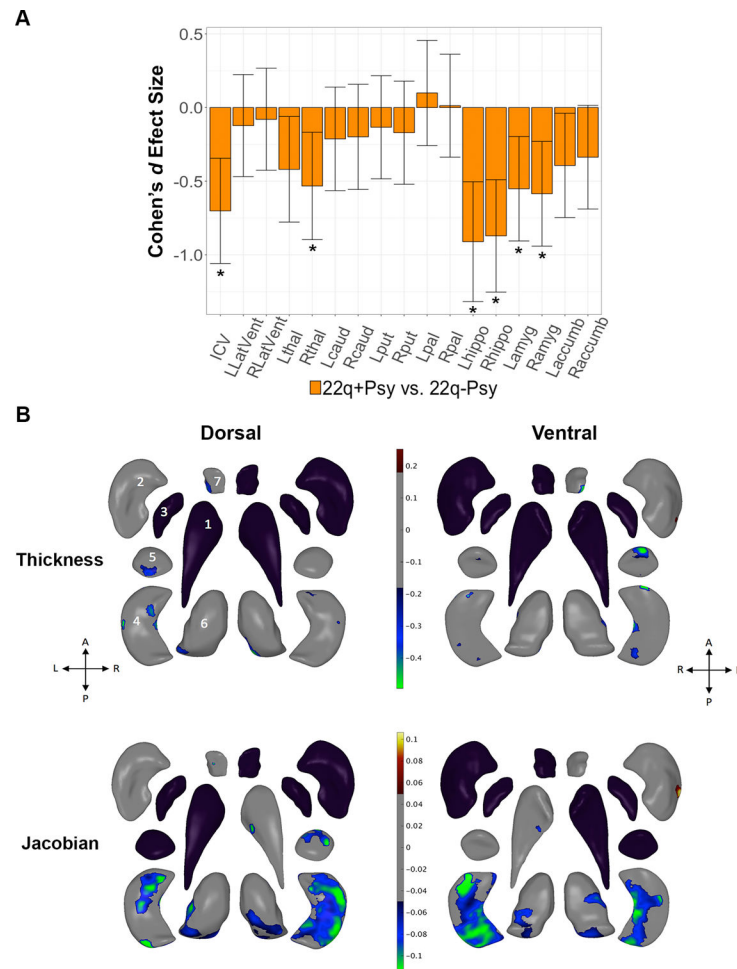 A
Cohen's d Efect Size
0.5
0.0
-0.5
-1.0
* * * * * *
ICV LLatVent RLatVent Lthal Rthal Lcaud Rcaud Lput Rput Lpal Rpal Lhippo Rhippo Lamyg Ramyg Laccumb Raccumb
22q+Psy vs. 22q-Psy
B
Dorsal Ventral
Thickness
2 7 3 1 5 4 6
0.2
0.1
0
-0.1
-0.2
-0.3
-0.4
A
L R
P
A
R
P
Jacobian
0.1
0.08
0.06
0.04
0.02
0
-0.02
-0.04
-0.06
-0.08
-0.1